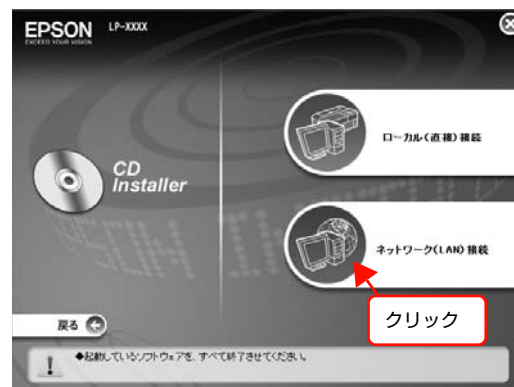 EPSON LP-XXXX
EXCEED YOUR VISION
ローカル(直接)接続
CD
Installer
ネットワーク(LAN)接続
クリック
戻る
◆起動しているソフトウェアを、すべて終了させてください。